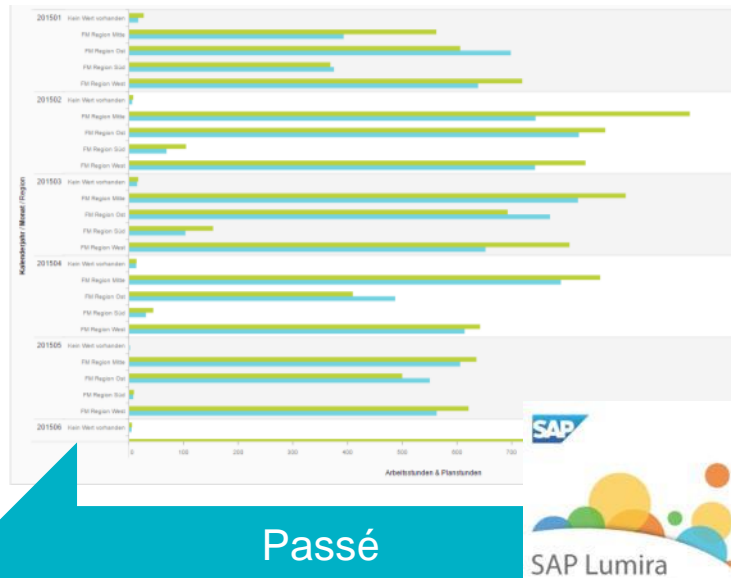 Kalenderjahr / Monat / Region
201501 Kein Wert vorhanden
FM Region Mitte
FM Region Ost
FM Region Süd
FM Region West
201502 Kein Wert vorhanden
FM Region Mitte
FM Region Ost
FM Region Süd
FM Region West
201503 Kein Wert vorhanden
FM Region Mitte
FM Region Ost
FM Region Süd
FM Region West
201504 Kein Wert vorhanden
FM Region Mitte
FM Region Ost
FM Region Süd
FM Region West
201505 Kein Wert vorhanden
FM Region Mitte
FM Region Ost
FM Region Süd
FM Region West
201506 Kein Wert vorhanden
0 100 200 300 400 500 600 700
Arbeitsstunden & Planstunden
Passé
SAP
SAP Lumira